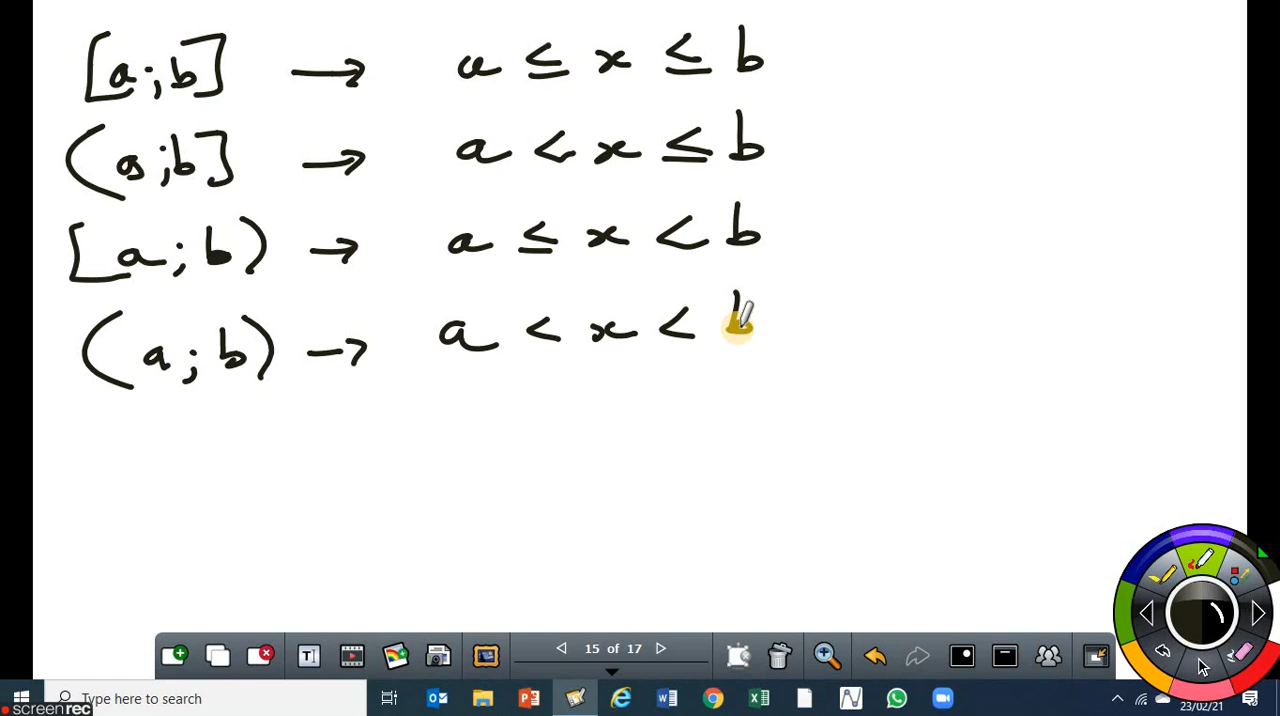 [a;b] → a ≤ x ≤ b
(a;b] → a < x ≤ b
[a;b) → a ≤ x < b
(a;b) → a < x < b
15 of 17
Type here to search
screenrec
23/02/21